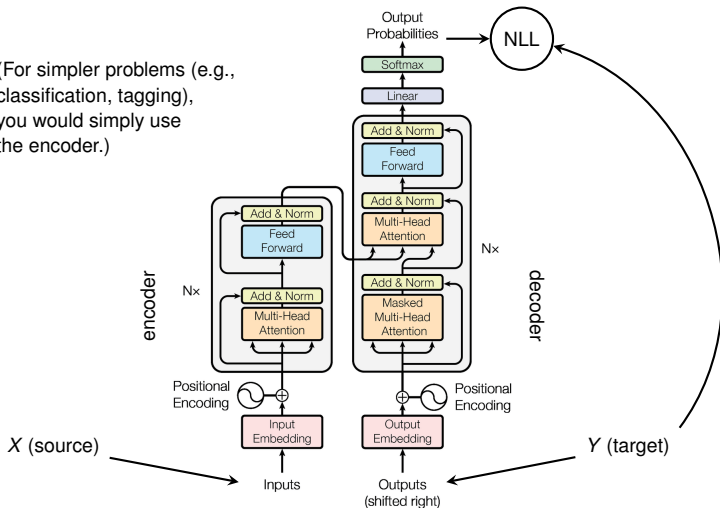 (For simpler problems (e.g.,
classification, tagging),
you would simply use
the encoder.)
Output
Probabilities
NLL
Softmax
Linear
Add & Norm
Feed
Forward
Add & Norm
Multi-Head
Attention
Add & Norm
Masked
Multi-Head
Attention
N×
decoder
Add & Norm
Feed
Forward
Add & Norm
Multi-Head
Attention
N×
encoder
Positional
Encoding
Positional
Encoding
Input
Embedding
Output
Embedding
X (source)
Y (target)
Inputs
Outputs
(shifted right)